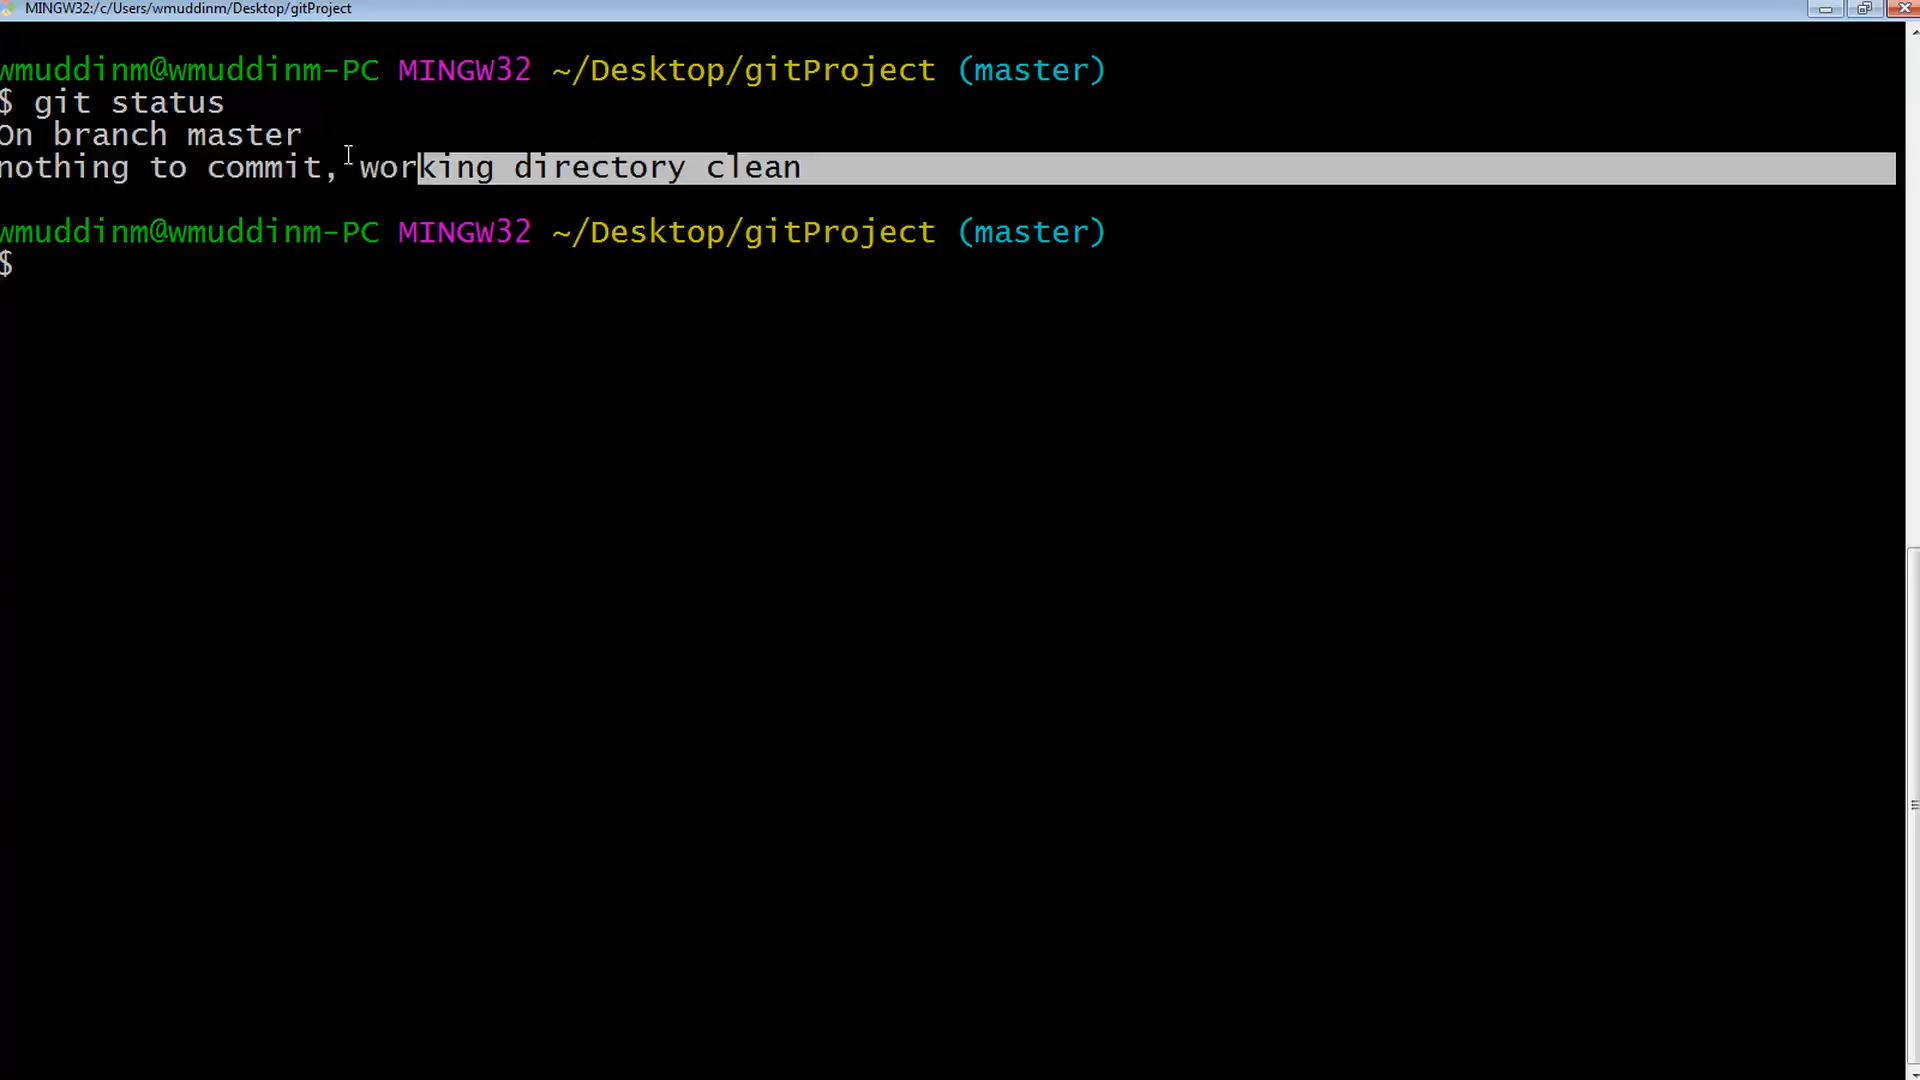 MINGW32:/c/Users/wmuddinm/Desktop/gitProject
wmuddinm@wmuddinm-PC MINGW32 ~/Desktop/gitProject (master)
$ git status
On branch master
nothing to commit, working directory clean
wmuddinm@wmuddinm-PC MINGW32 ~/Desktop/gitProject (master)
$